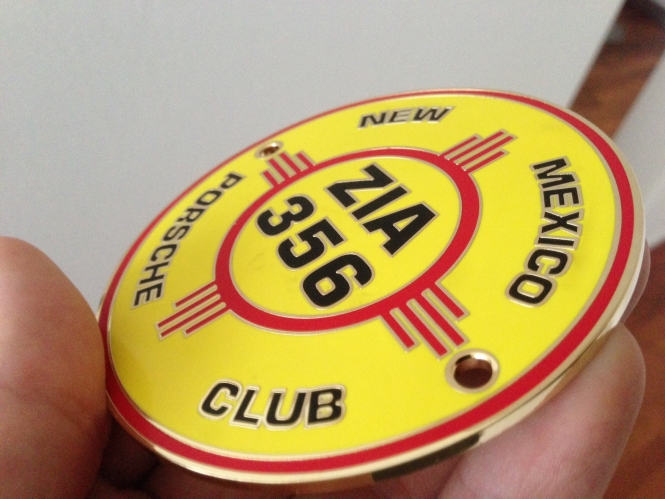 NEW
MEXICO
PORSCHE
CLUB
ZIA
356